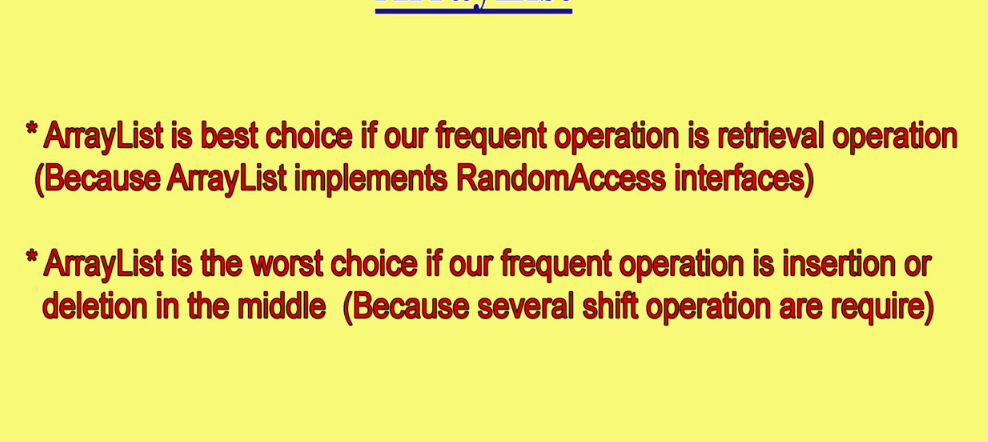 ArrayList
* ArrayList is best choice if our frequent operation is retrieval operation
(Because ArrayList implements RandomAccess interfaces)
* ArrayList is the worst choice if our frequent operation is insertion or
deletion in the middle (Because several shift operation are require)